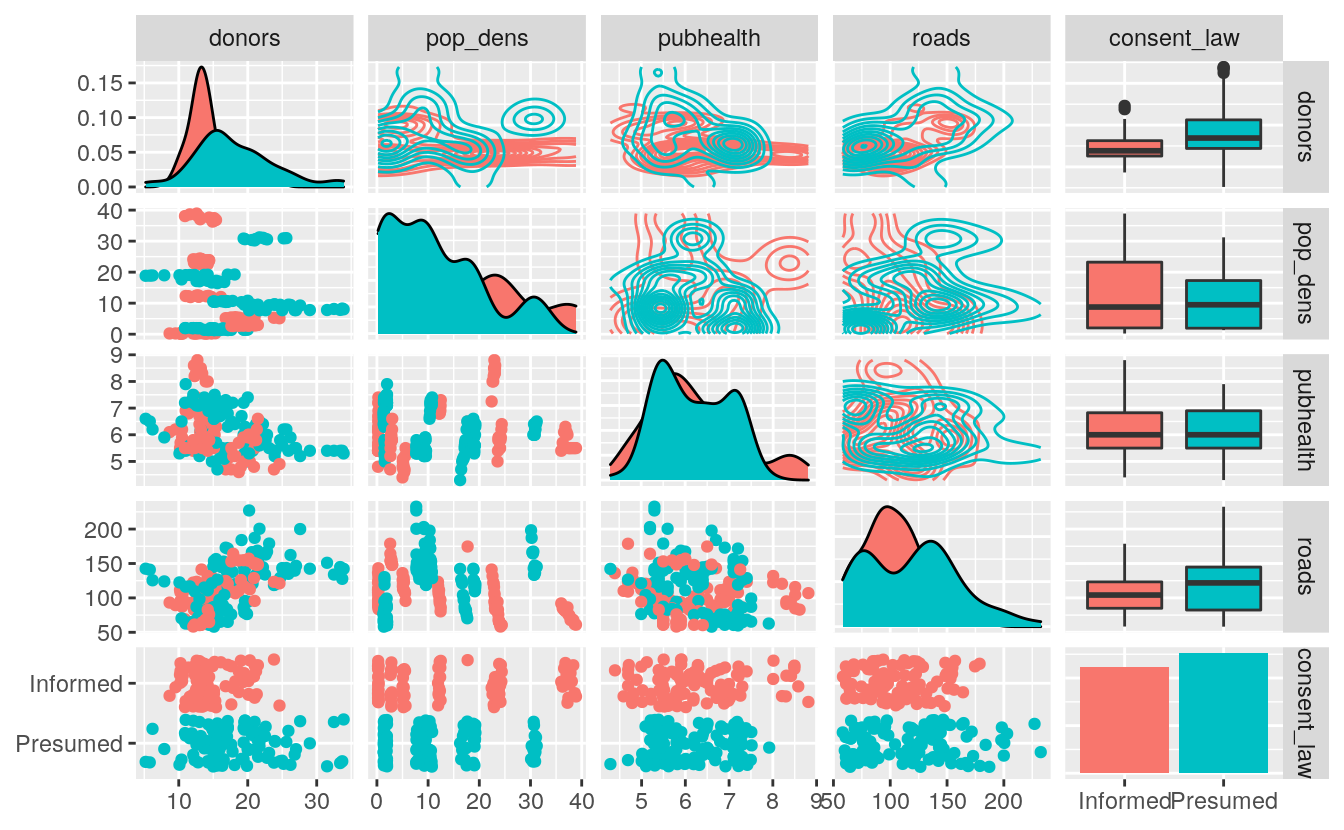 donors pop_dens pubhealth roads consent_law
0.15
0.10
0.05
0.00
donors
40
30
20
10
0
pop_dens
9
8
7
6
5
pubhealth
200
150
100
50
roads
Informed
Presumed
consent_law
10 20 30 0 10 20 30 40 5 6 7 8 9 50 100 150 200 Informed Presumed